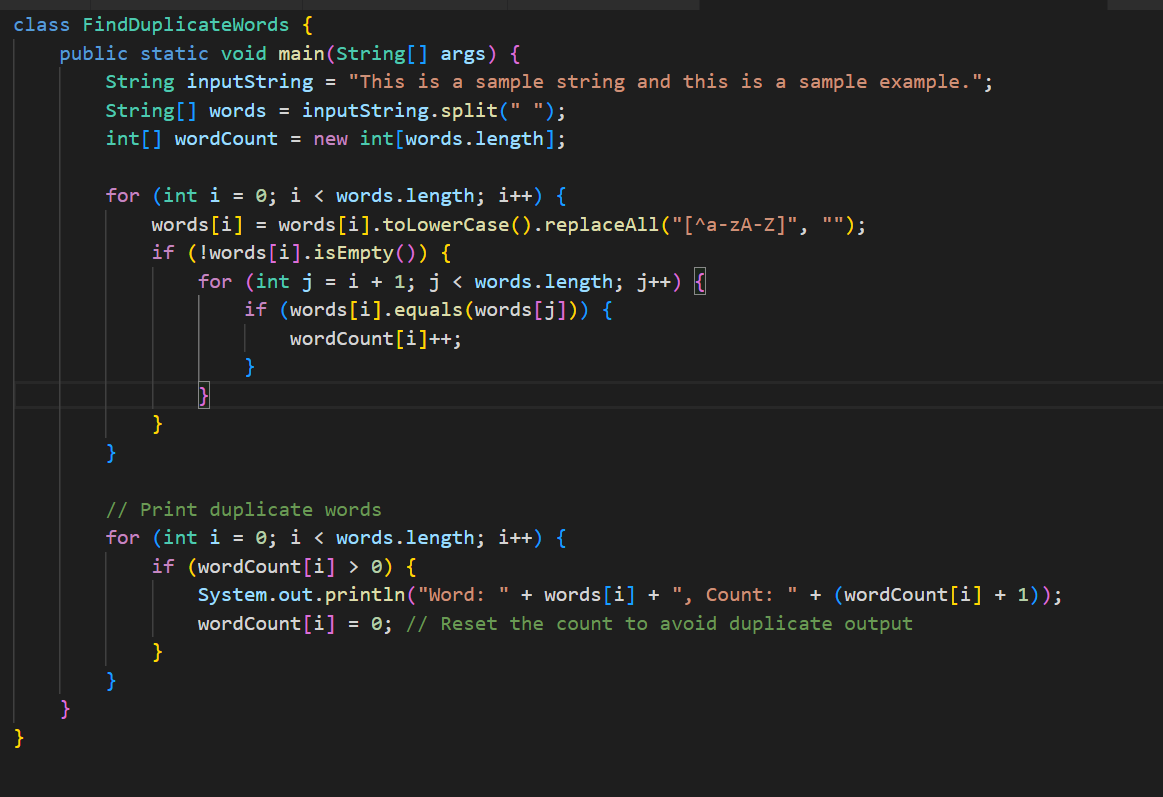 class FindDuplicateWords {
    public static void main(String[] args) {
        String inputString = "This is a sample string and this is a sample example.";
        String[] words = inputString.split(" ");
        int[] wordCount = new int[words.length];

        for (int i = 0; i < words.length; i++) {
            words[i] = words[i].toLowerCase().replaceAll("[^a-zA-Z]", "");
            if (!words[i].isEmpty()) {
                for (int j = i + 1; j < words.length; j++) {
                    if (words[i].equals(words[j])) {
                        wordCount[i]++;
                    }
                }
            }
        }

        // Print duplicate words
        for (int i = 0; i < words.length; i++) {
            if (wordCount[i] > 0) {
                System.out.println("Word: " + words[i] + ", Count: " + (wordCount[i] + 1));
                wordCount[i] = 0; // Reset the count to avoid duplicate output
            }
        }
    }
}